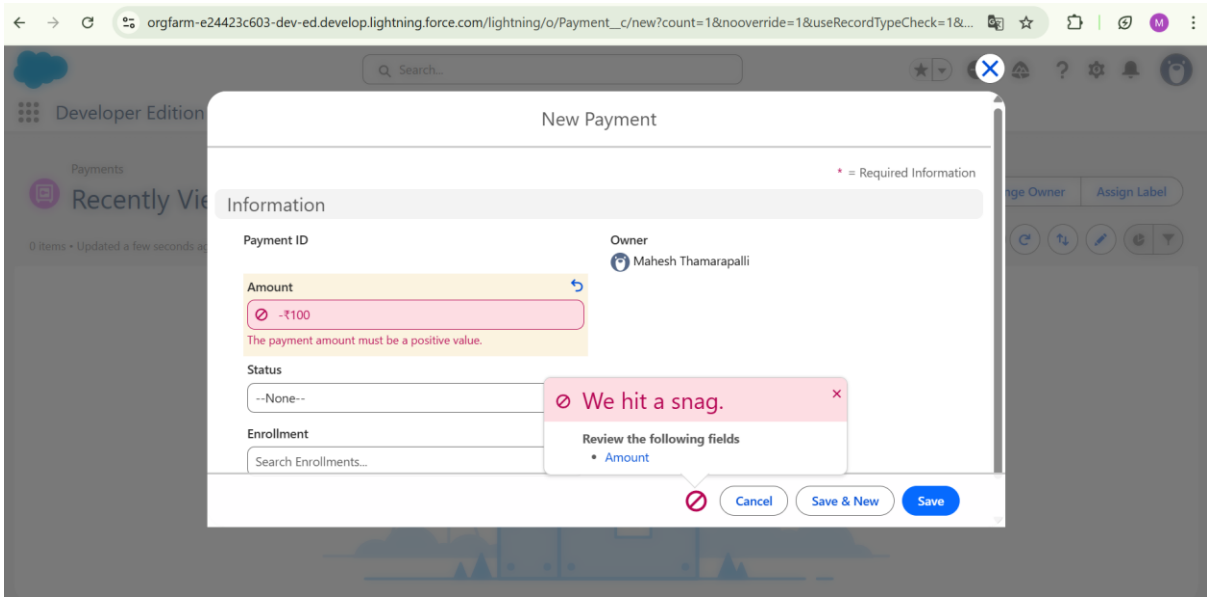 orgfarm-e24423c603-dev-ed.develop.lightning.force.com/lightning/o/Payment__c/new?count=1&nooverride=1&useRecordTypeCheck=1&...
M
Search...
Developer Edition
New Payment
Payments
* = Required Information
Recently Vie
nge Owner
Assign Label
Information
0 items • Updated a few seconds ag
Payment ID
Owner
Mahesh Thamarapalli
Amount
-₹100
The payment amount must be a positive value.
Status
--None--
We hit a snag.
Enrollment
Review the following fields
• Amount
Search Enrollments...
Cancel
Save & New
Save